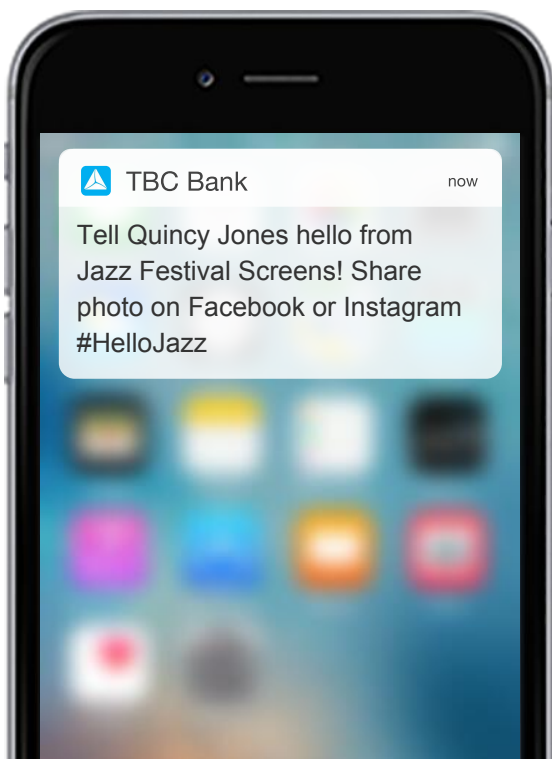 TBC Bank
now
Tell Quincy Jones hello from
Jazz Festival Screens! Share
photo on Facebook or Instagram
#HelloJazz